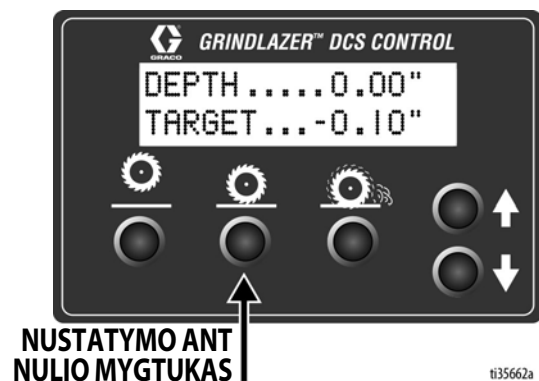 GRACO
GRINDLAZER™ DCS CONTROL
DEPTH.....0.00"
TARGET...-0.10"
NUSTATYMO ANT
NULIO MYGTUKAS
ti35662a